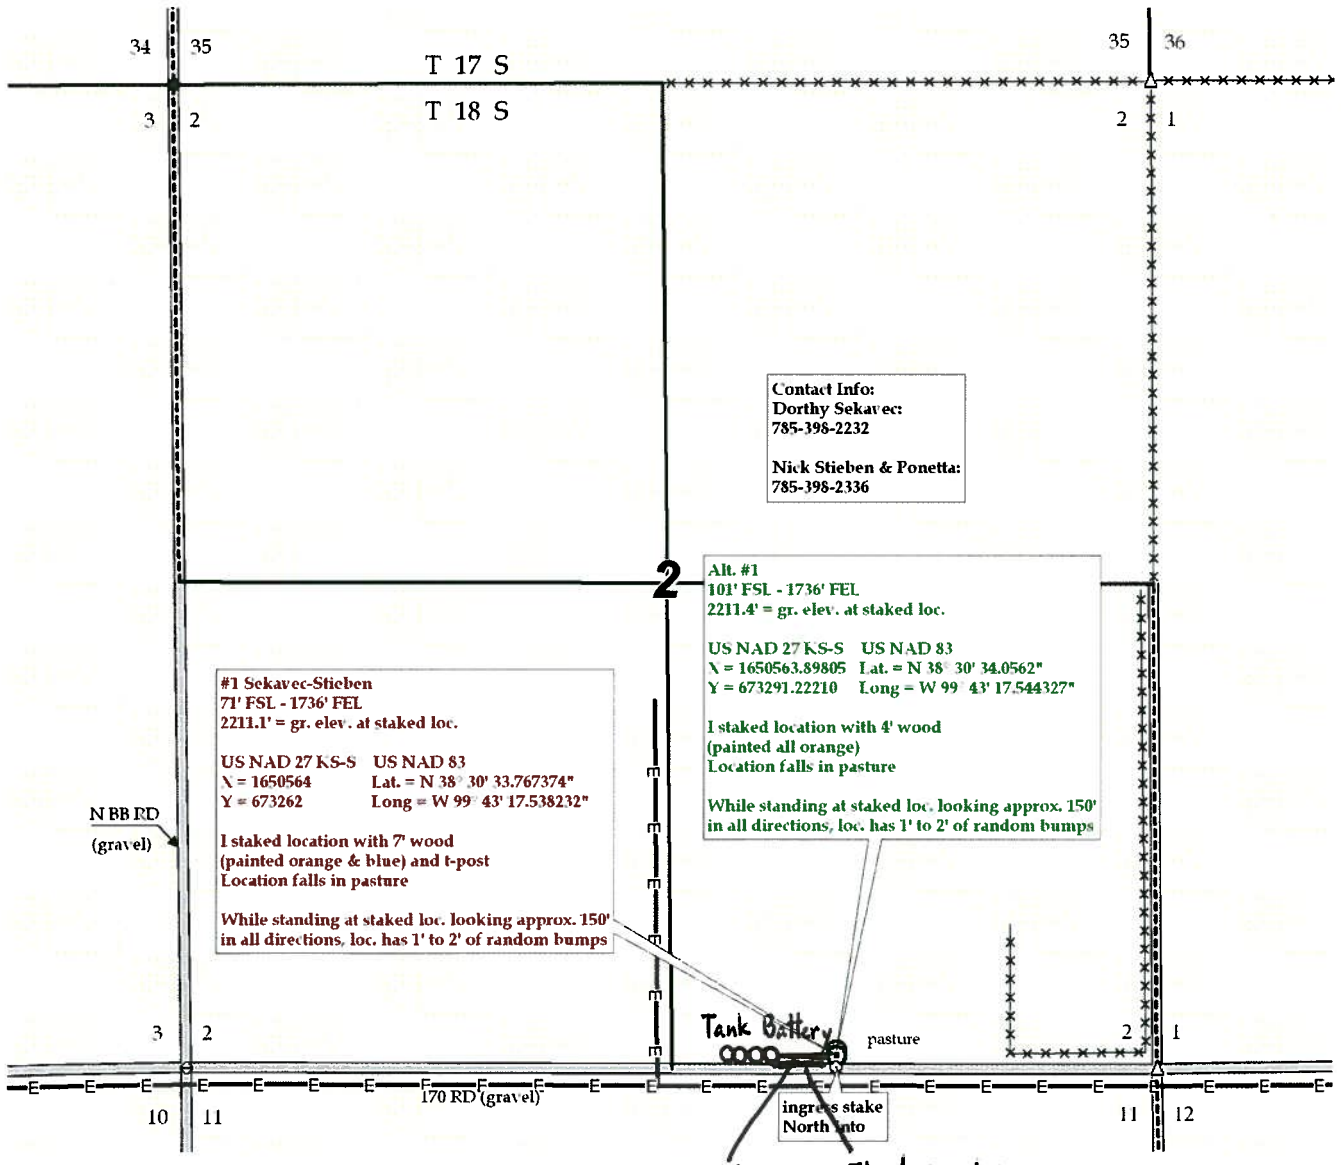 34 35
35 36
T 17 S
T 18 S
3 2
2 1
Contact Info:
Dorthy Sekavec:
785-398-2232
Nick Stieben & Ponetta:
785-398-2336
2
Alt. #1
101' FSL - 1736' FEL
2211.4' = gr. elev. at staked loc.
US NAD 27 KS-S US NAD 83
X = 1650563.89805 Lat. = N 38° 30' 34.0562"
Y = 673291.22210 Long = W 99° 43' 17.544327"
I staked location with 4' wood
(painted all orange)
Location falls in pasture
While standing at staked loc. looking approx. 150'
in all directions, loc. has 1' to 2' of random bumps
#1 Sekavec-Stieben
71' FSL - 1736' FEL
2211.1' = gr. elev. at staked loc.
US NAD 27 KS-S US NAD 83
X = 1650564 Lat. = N 38° 30' 33.767374"
Y = 673262 Long = W 99° 43' 17.538232"
I staked location with 7' wood
(painted orange & blue) and t-post
Location falls in pasture
While standing at staked loc. looking approx. 150'
in all directions, loc. has 1' to 2' of random bumps
N BB RD
(gravel)
E
E
E
E
E
E
Tank Battery
pasture
3 2
2 1
E E E E E E E E E E E E E E E E E E E E E
170 RD (gravel)
ingress stake
North into
10 11
11 12